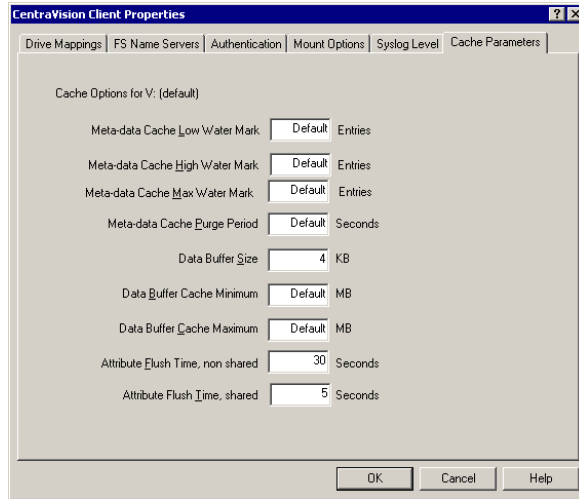 CentraVision Client Properties
Drive Mappings FS Name Servers Authentication Mount Options Syslog Level Cache Parameters
Cache Options for V: (default)
Meta-data Cache Low Water Mark Default Entries
Meta-data Cache High Water Mark Default Entries
Meta-data Cache Max Water Mark Default Entries
Meta-data Cache Purge Period Default Seconds
Data Buffer Size 4 KB
Data Buffer Cache Minimum Default MB
Data Buffer Cache Maximum Default MB
Attribute Flush Time, non shared 30 Seconds
Attribute Flush Time, shared 5 Seconds
OK Cancel Help